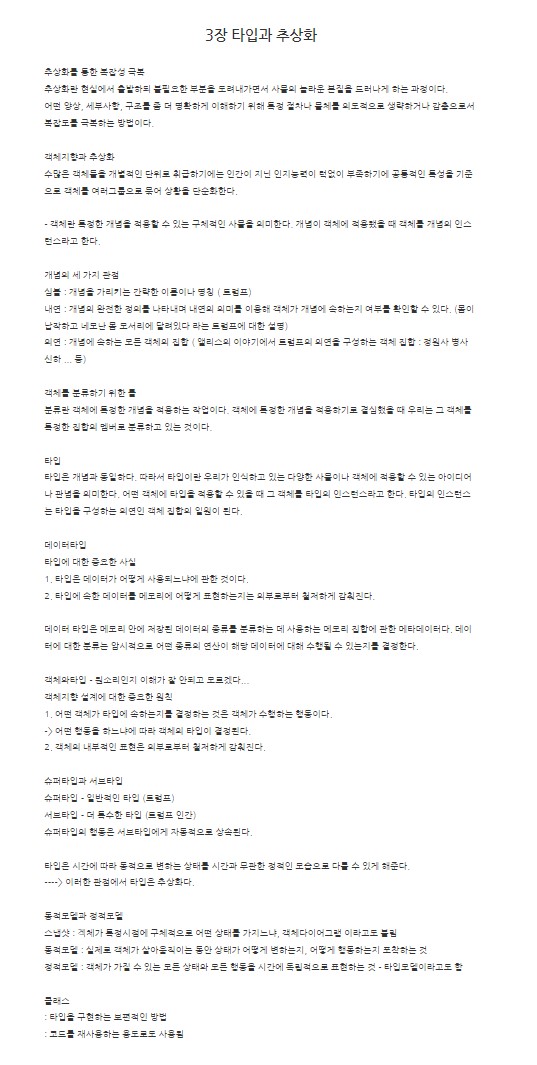 3장 타입과 추상화
추상화를 통한 복잡성 극복
추상화란 현실에서 출발하되 불필요한 부분을 도려내가면서 사물의 놀라운 본질을 드러나게 하는 과정이다.
어떤 양상, 세부사항, 구조를 좀 더 명확하게 이해하기 위해 특정 절차나 물체를 의도적으로 생략하거나 감춤으로서
복잡도를 극복하는 방법이다.
객체지향과 추상화
수많은 객체들을 개별적인 단위로 취급하기에는 인간이 지닌 인지능력이 턱없이 부족하기에 공통적인 특성을 기준
으로 객체를 여러그룹으로 묶어 상황을 단순화한다.
- 객체란 특정한 개념을 적용할 수 있는 구체적인 사물을 의미한다. 개념이 객체에 적용됐을 때 객체를 개념의 인스
턴스라고 한다.
개념의 세 가지 관점
심볼 : 개념을 가리키는 간략한 이름이나 명칭 ( 트럼프)
내연 : 개념의 완전한 정의를 나타내며 내연의 의미를 이용해 객체가 개념에 속하는지 여부를 확인할 수 있다. (몸이
납작하고 네모난 몸 모서리에 달려있다 라는 트럼프에 대한 설명)
외연 : 개념에 속하는 모든 객체의 집합 ( 앨리스의 이야기에서 트럼프의 외연을 구성하는 객체 집합 : 정원사 병사
신하 ... 등)
객체를 분류하기 위한 틀
분류란 객체에 특정한 개념을 적용하는 작업이다. 객체에 특정한 개념을 적용하기로 결심했을 때 우리는 그 객체를
특정한 집합의 멤버로 분류하고 있는 것이다.
타입
타입은 개념과 동일하다. 따라서 타입이란 우리가 인식하고 있는 다양한 사물이나 객체에 적용할 수 있는 아이디어
나 관념을 의미한다. 어떤 객체에 타입을 적용할 수 있을 때 그 객체를 타입의 인스턴스라고 한다. 타입의 인스턴스
는 타입을 구성하는 외연인 객체 집합의 일원이 된다.
데이터타입
타입에 대한 중요한 사실
1. 타입은 데이터가 어떻게 사용되느냐에 관한 것이다.
2. 타입에 속한 데이터를 메모리에 어떻게 표현하는지는 외부로부터 철저하게 감춰진다.
데이터 타입은 메모리 안에 저장된 데이터의 종류를 분류하는 데 사용하는 메모리 집합에 관한 메타데이터다. 데이
터에 대한 분류는 암시적으로 어떤 종류의 연산이 해당 데이터에 대해 수행될 수 있는지를 결정한다.
객체와타입 - 뭔소리인지 이해가 잘 안되고 모르겠다...
객체지향 설계에 대한 중요한 원칙
1. 어떤 객체가 타입에 속하는지를 결정하는 것은 객체가 수행하는 행동이다.
-> 어떤 행동을 하느냐에 따라 객체의 타입이 결정된다.
2. 객체의 내부적인 표현은 외부로부터 철저하게 감춰진다.
슈퍼타입과 서브타입
슈퍼타입 - 일반적인 타입 (트럼프)
서브타입 - 더 특수한 타입 (트럼프 인간)
슈퍼타입의 행동은 서브타입에게 자동적으로 상속된다.
타입은 시간에 따라 동적으로 변하는 상태를 시간과 무관한 정적인 모습으로 다룰 수 있게 해준다.
----> 이러한 관점에서 타입은 추상화다.
동적모델과 정적모델
스냅샷 : 객체가 특정시점에 구체적으로 어떤 상태를 가지느냐, 객체다이어그램 이라고도 불림
동적모델 : 실제로 객체가 살아움직이는 동안 상태가 어떻게 변하는지, 어떻게 행동하는지 포착하는 것
정적모델 : 객체가 가질 수 있는 모든 상태와 모든 행동을 시간에 독립적으로 표현하는 것 - 타입모델이라고도 함
클래스
: 타입을 구현하는 보편적인 방법
: 코드를 재사용하는 용도로도 사용됨